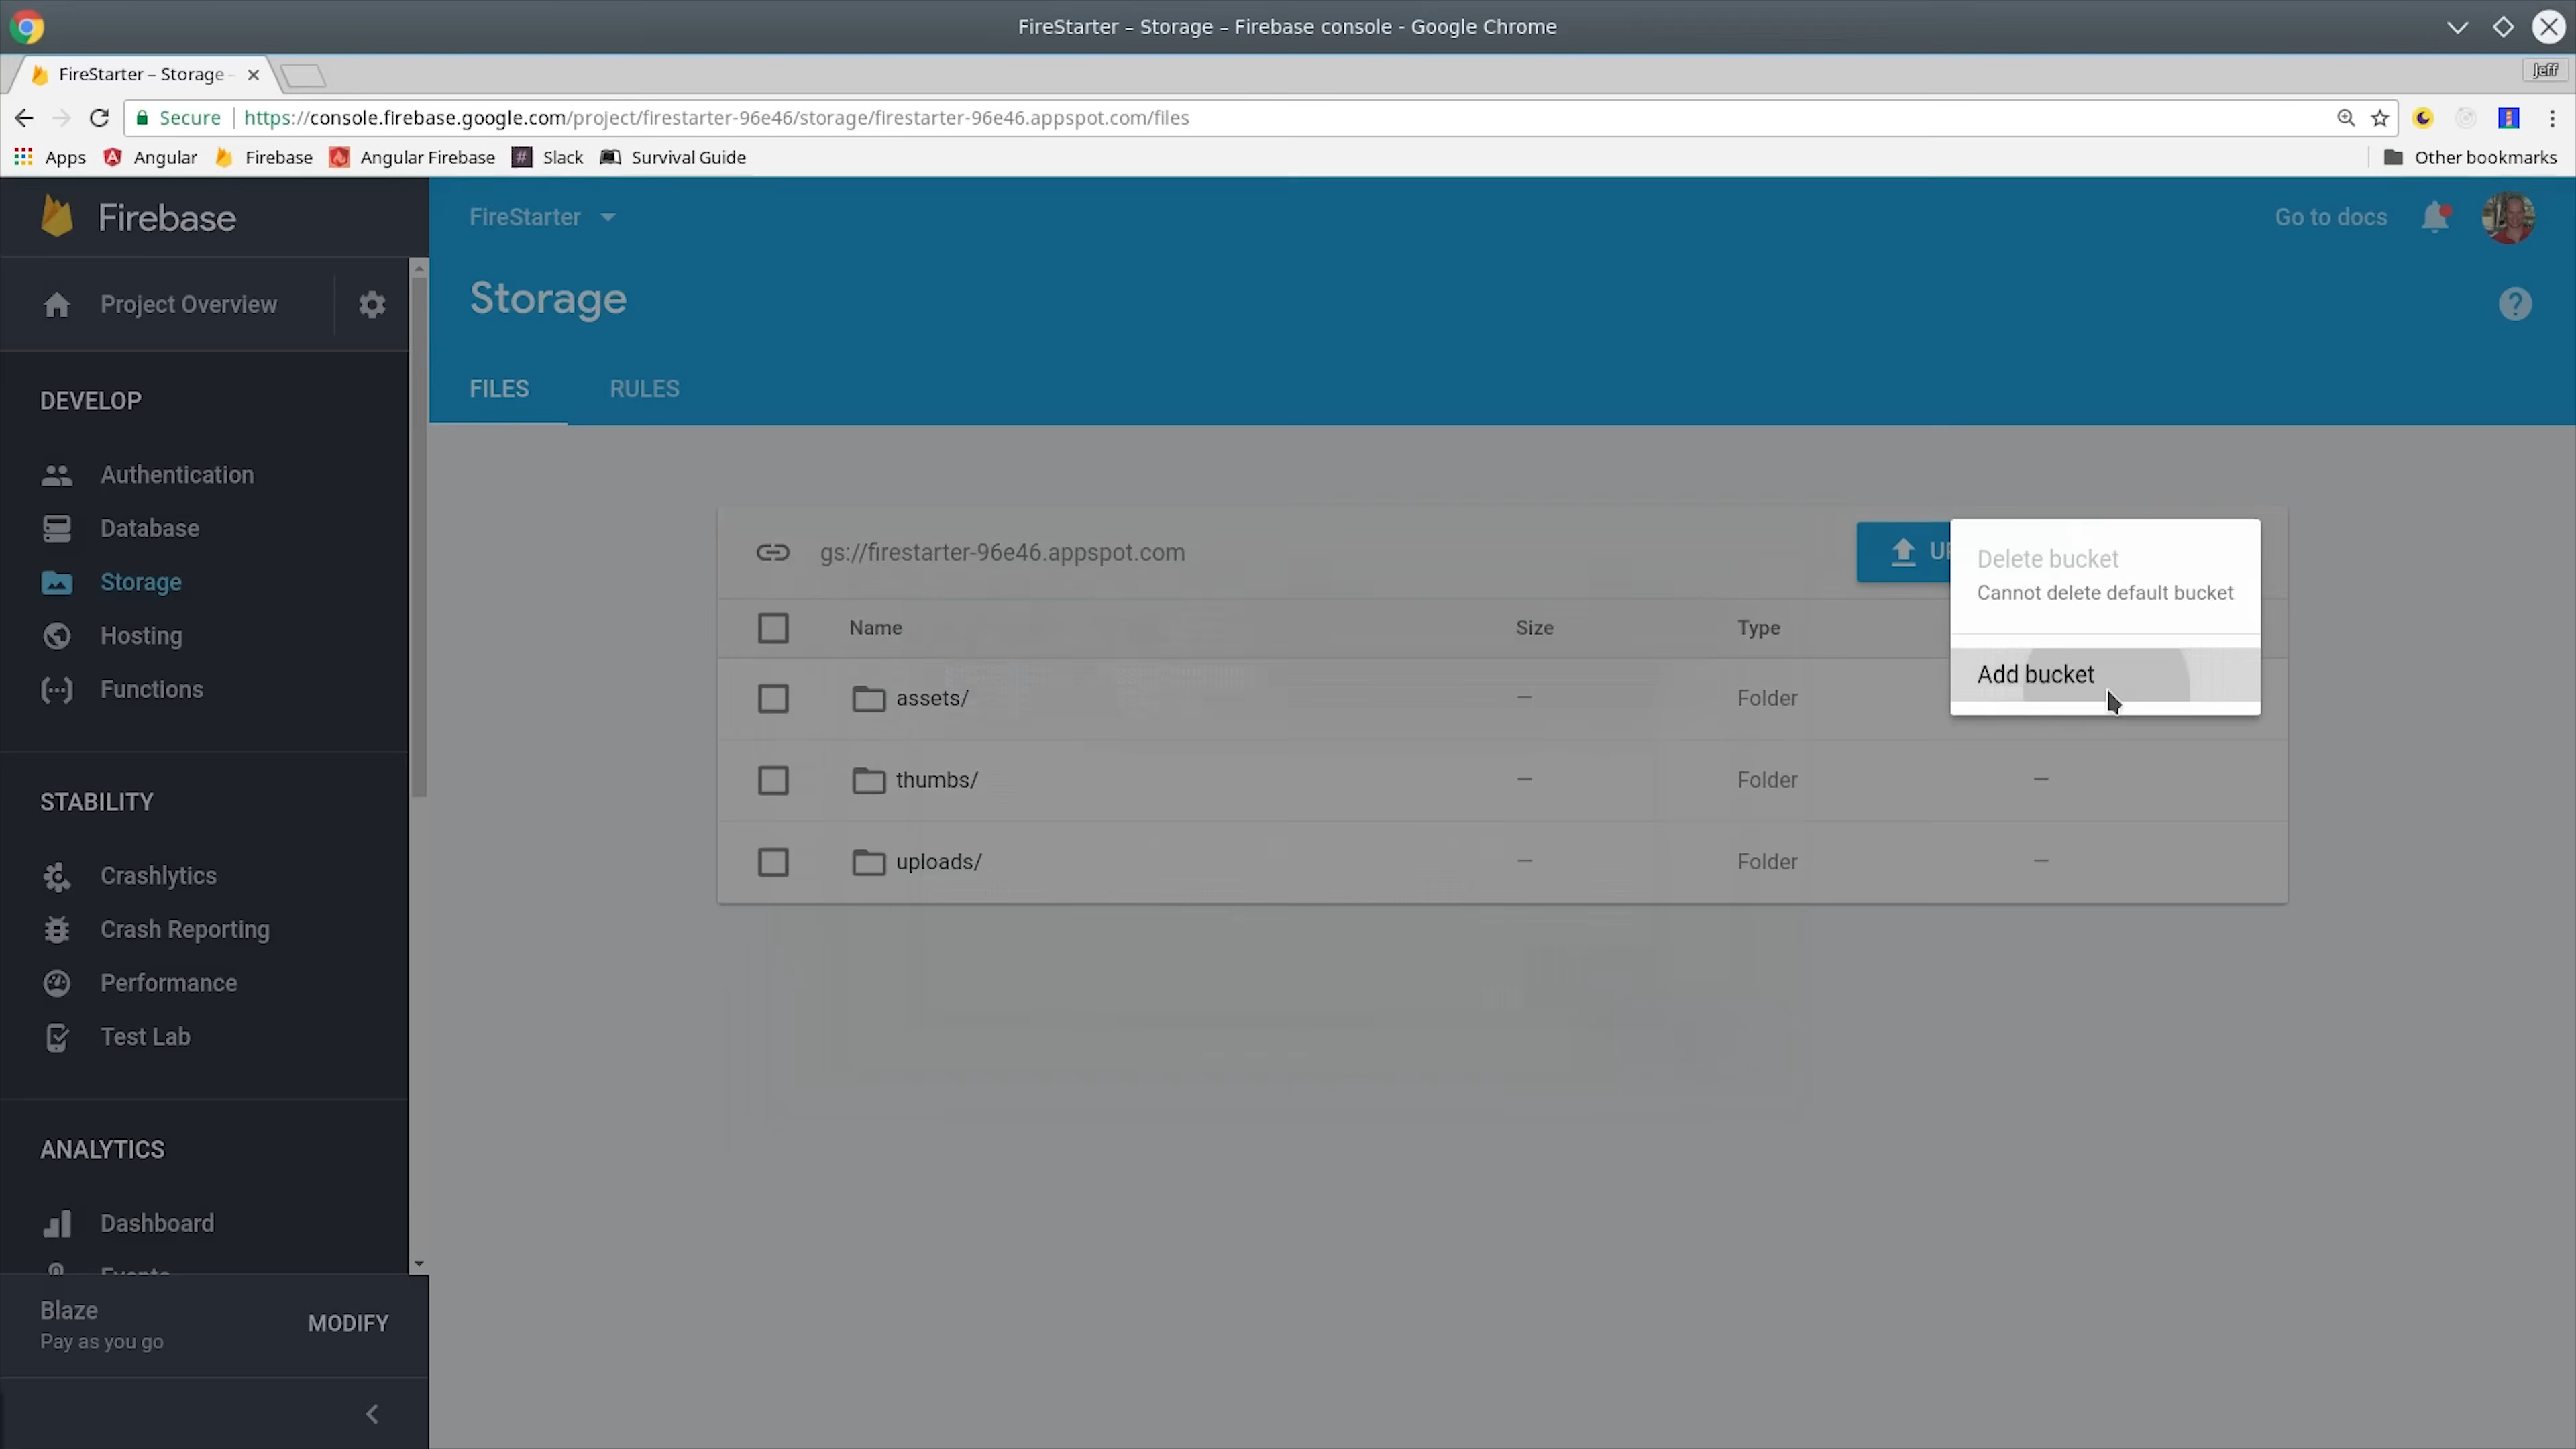 FireStarter – Storage – Firebase console - Google Chrome
FireStarter – Storage –
Jeff
Secure
https://console.firebase.google.com/project/firestarter-96e46/storage/firestarter-96e46.appspot.com/files
Apps Angular Firebase Angular Firebase Slack Survival Guide Other bookmarks
Firebase
FireStarter
Go to docs
Project Overview
Storage
FILES RULES
DEVELOP
Authentication
Database
Storage
Hosting
Functions
STABILITY
Crashlytics
Crash Reporting
Performance
Test Lab
ANALYTICS
Dashboard
Events
Blaze
Pay as you go
MODIFY
gs://firestarter-96e46.appspot.com
Delete bucket
Cannot delete default bucket
Add bucket
Name Size Type
assets/ — Folder
thumbs/ — Folder —
uploads/ — Folder —